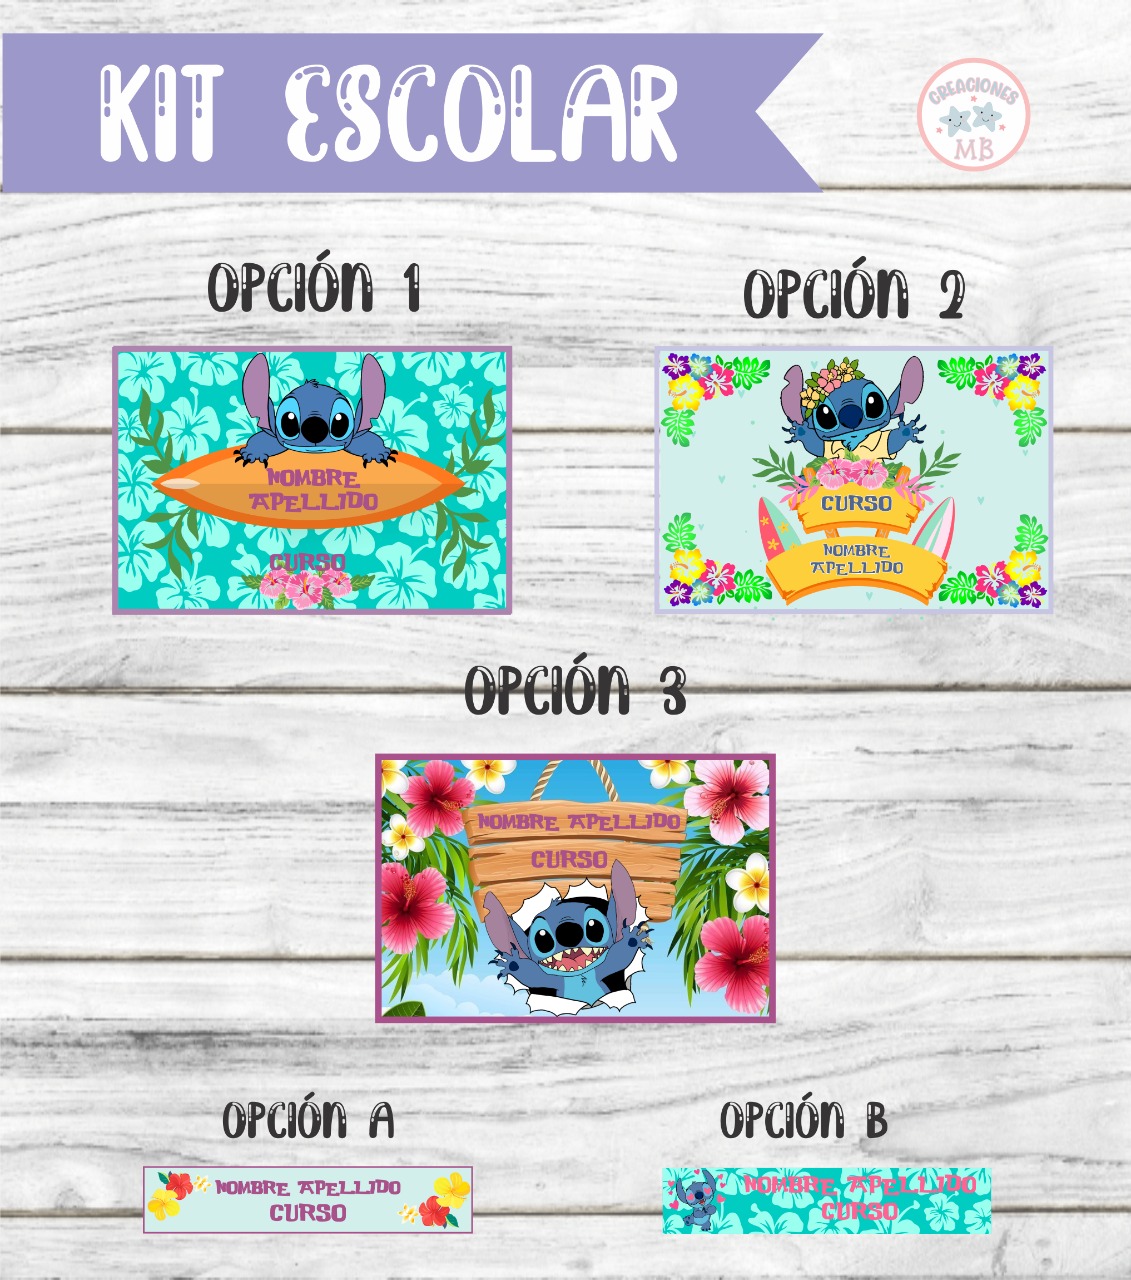 KIT ESCOLAR
CREACIONES
MB
OPCIÓN 1
OPCIÓN 2
NOMBRE
APELLIDO
CURSO
CURSO
NOMBRE
APELLIDO
OPCIÓN 3
NOMBRE APELLIDO
CURSO
OPCIÓN A
OPCIÓN B
NOMBRE APELLIDO
CURSO
NOMBRE APELLIDO
CURSO